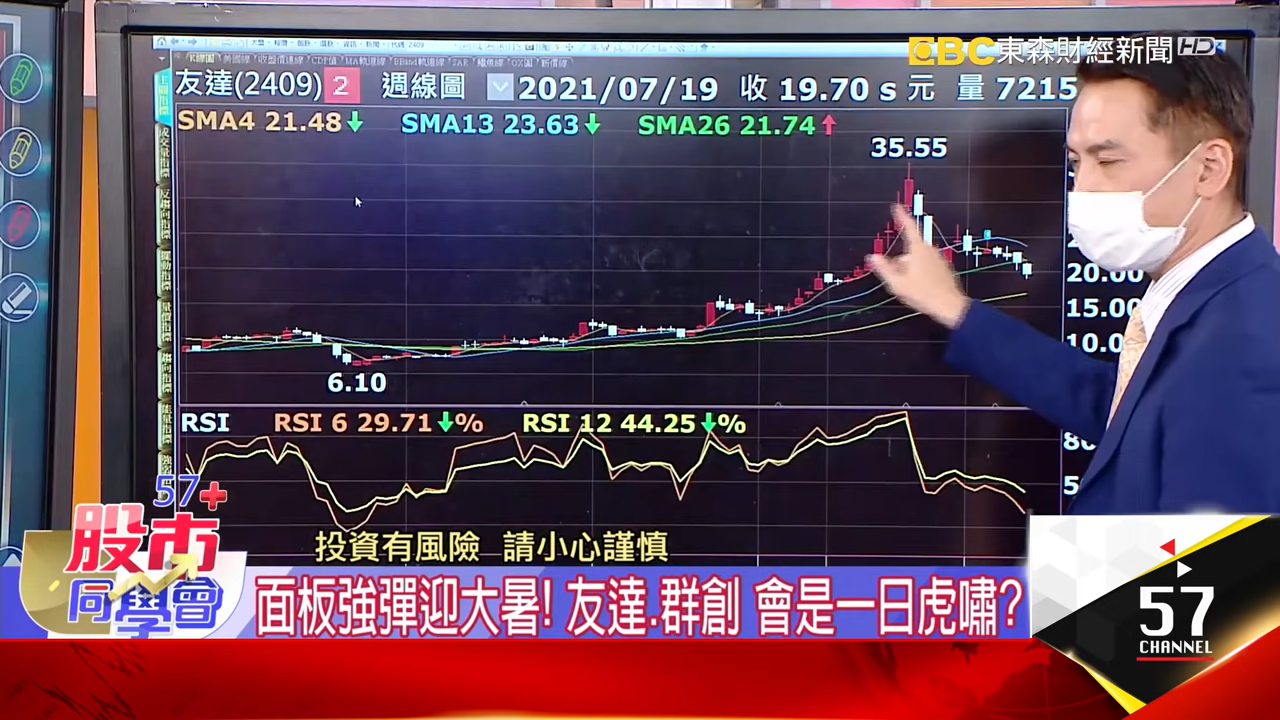 EBC 東森財經新聞 HD
友達(2409) 2 週線圖 2021/07/19 收 19.70 s 元 量 7215
SMA4 21.48↓ SMA13 23.63↓ SMA26 21.74↑
35.55
20.00
15.00
10.0
6.10
RSI RSI 6 29.71↓% RSI 12 44.25↓%
80
5
57+
股市
同學會
投資有風險 請小心謹慎
面板強彈迎大暑! 友達.群創 會是一日虎嘯?
57
CHANNEL